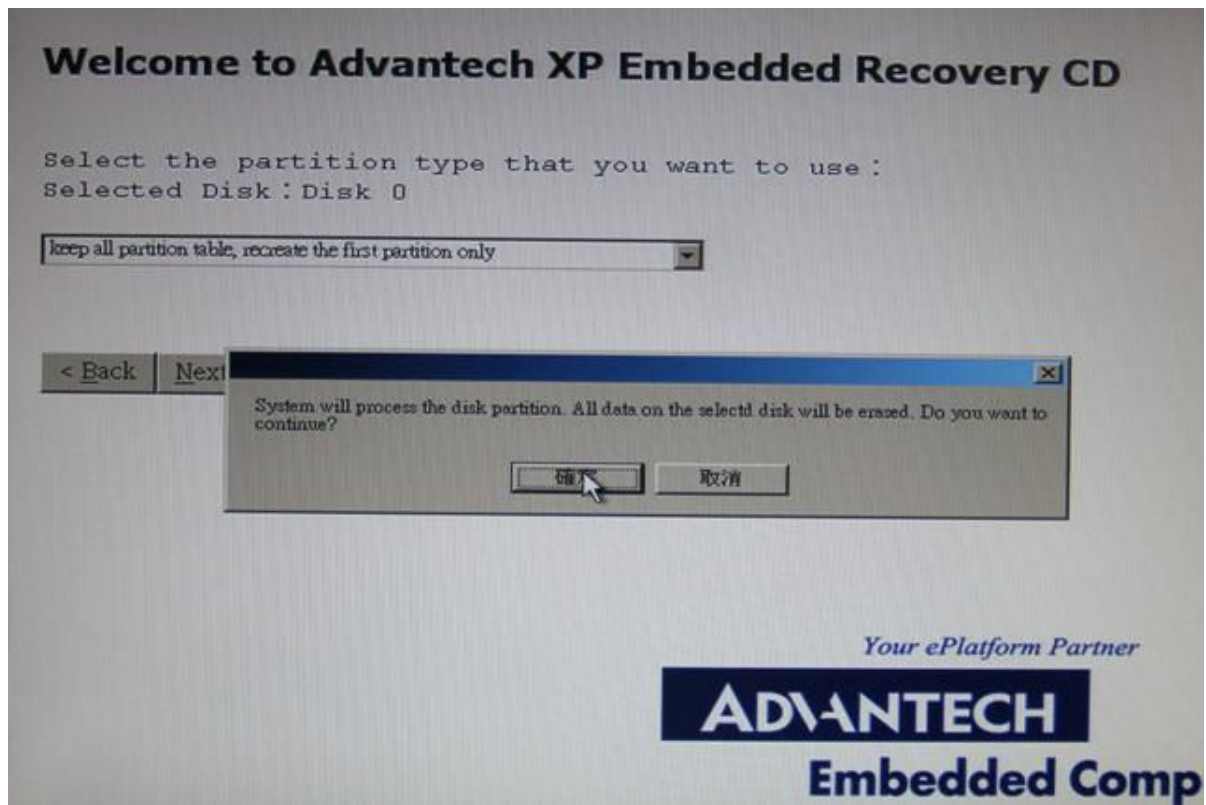 Welcome to Advantech XP Embedded Recovery CD
Select the partition type that you want to use:
Selected Disk:Disk 0
keep all partition table, recreate the first partition only
< Back
Next
System will process the disk partition. All data on the selectd disk will be erased. Do you want to
continue?
確定
取消
Your ePlatform Partner
ADVANTECH
Embedded Comp